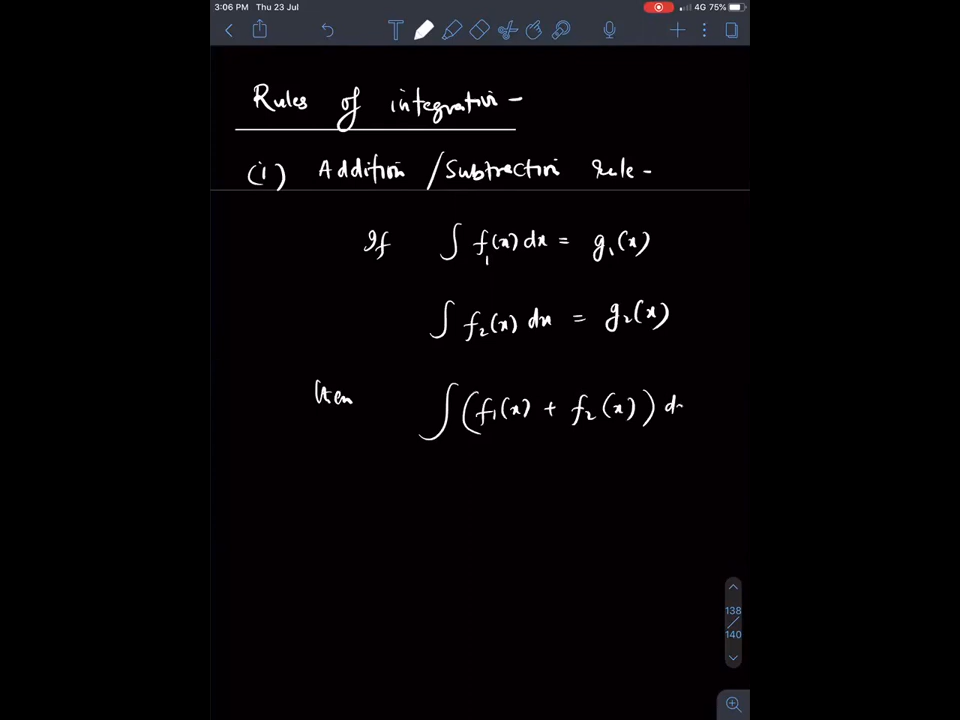 3:06 PM Thu 23 Jul 4G 75%
Rules of integration -
(i) Addition /Subtraction rule -
If ∫ f₁(x) dx = g₁(x)
∫ f₂(x) dx = g₂(x)
then ∫ (f₁(x) + f₂(x)) d
138
140